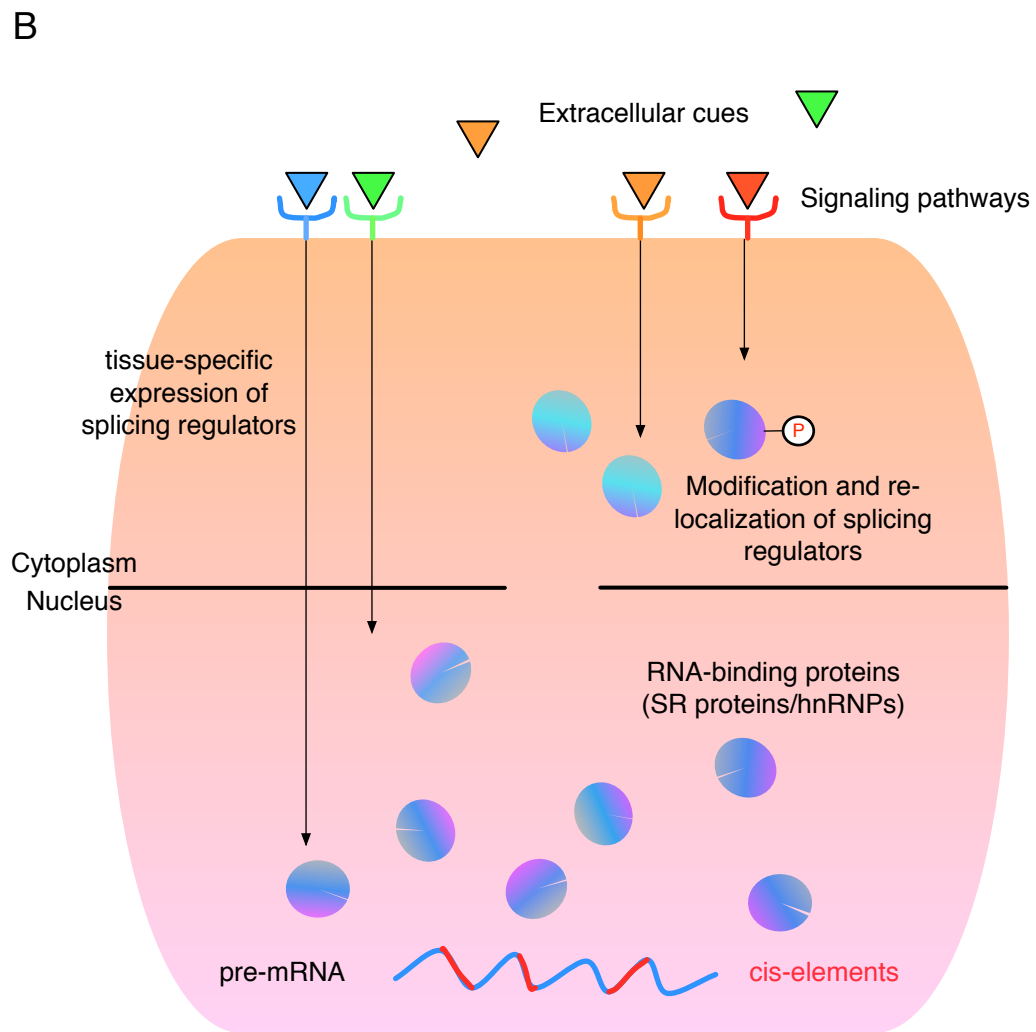 B
Extracellular cues
Signaling pathways
tissue-specific
expression of
splicing regulators
P
Modification and re-
localization of splicing
regulators
Cytoplasm
Nucleus
RNA-binding proteins
(SR proteins/hnRNPs)
pre-mRNA
cis-elements